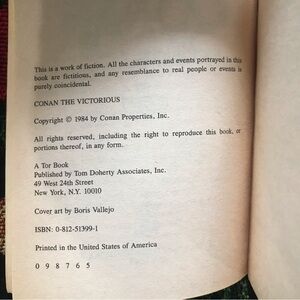 This is a work of fiction. All the characters and events portrayed in this
book are fictitious, and any resemblance to real people or events is
purely coincidental.
CONAN THE VICTORIOUS
Copyright © 1984 by Conan Properties, Inc.
All rights reserved, including the right to reproduce this book, or
portions thereof, in any form.
A Tor Book
Published by Tom Doherty Associates, Inc.
49 West 24th Street
New York, N.Y. 10010
Cover art by Boris Vallejo
ISBN: 0-812-51399-1
Printed in the United States of America
0 9 8 7 6 5